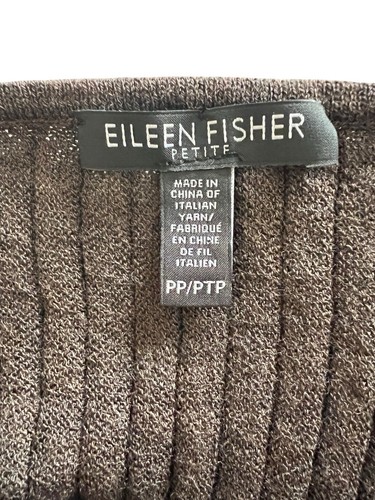 EILEEN FISHER
PETITE
MADE IN
CHINA OF
ITALIAN
YARN/
FABRIQUÉ
EN CHINE
DE FIL
ITALIEN
PP/PTP